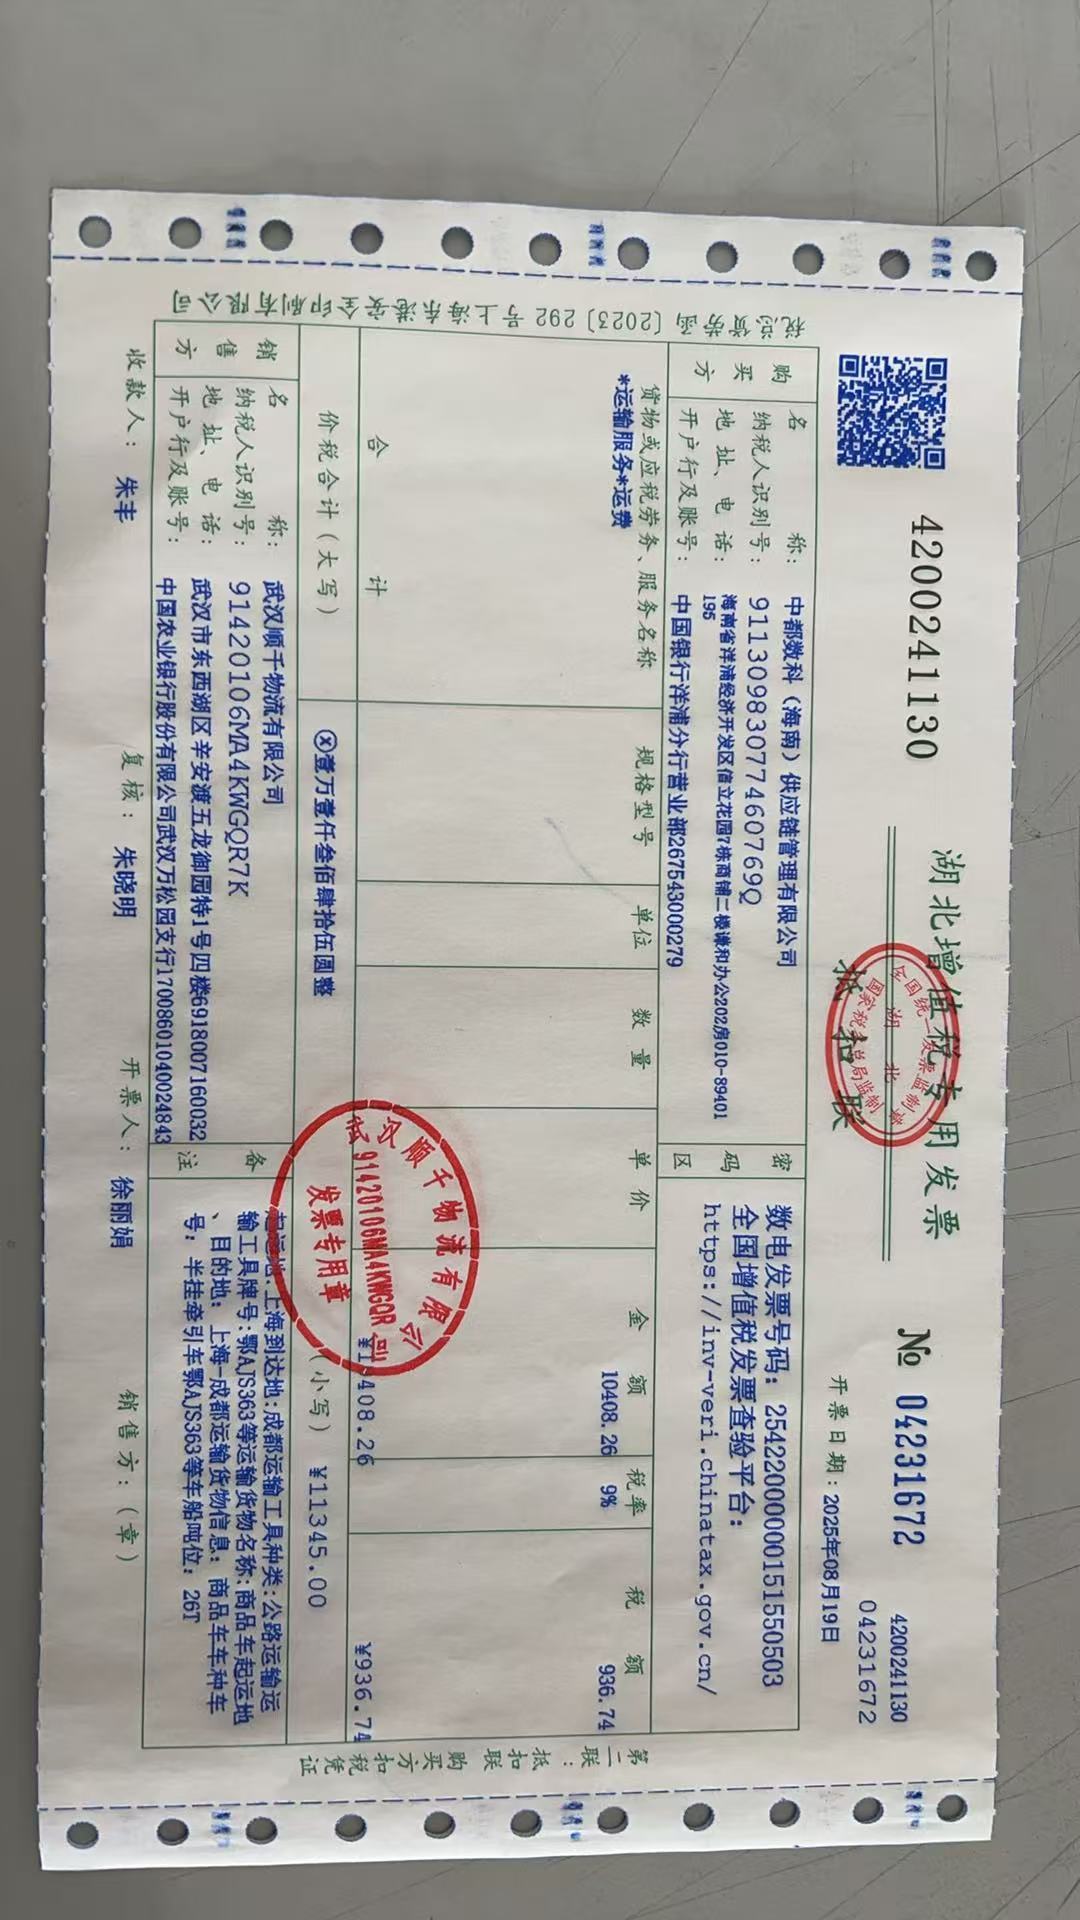 4200241130
湖北增值税专用发票
抵扣联
全国统一发票监制章
湖北
国家税务总局监制
№ 04231672
4200241130
04231672
开票日期：2025年08月19日
税总货劳函〔2023〕292号上海东港安全印刷有限公司
购买方
名称：中都数科（海南）供应链管理有限公司
纳税人识别号：91130983077460769Q
地址、电话：海南省洋浦经济开发区信立花园7栋商铺二楼谦和办公202房010-89401
195
开户行及账号：中国银行洋浦分行营业部267543000279
密码区
数电发票号码：25422000000151550503
全国增值税发票查验平台：
https://inv-veri.chinatax.gov.cn/
货物或应税劳务、服务名称 规格型号 单位 数量 单价 金额 税率 税额
*运输服务*运费 10408.26 9% 936.74
合计 ¥10408.26 ¥936.74
价税合计（大写） ⓧ壹万壹仟叁佰肆拾伍圆整 （小写） ¥11345.00
销售方
名称：武汉顺千物流有限公司
纳税人识别号：91420106MA4KWGQR7K
地址、电话：武汉市东西湖区辛安渡五龙御园特1号四楼6918007160032
开户行及账号：中国农业银行股份有限公司武汉万松园支行17008601040024843
备注
起运地:上海到达地:成都运输工具种类:公路运输运
输工具牌号:鄂AJS363等运输货物名称:商品车起运地
、目的地：上海-成都运输货物信息：商品车车种车
号：半挂牵引车鄂AJS363等车船吨位：26T
武汉顺千物流有限公司
91420106MA4KWGQR
发票专用章
收款人：朱丰 复核：朱晓明 开票人：徐丽娟 销售方：（章）
第二联：抵扣联 购买方扣税凭证